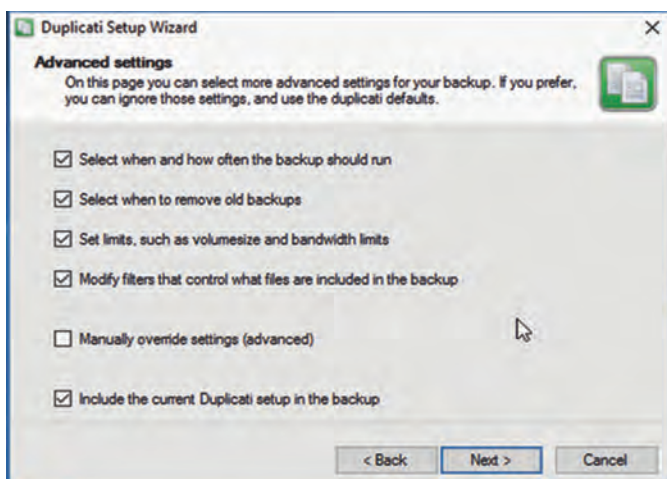 Duplicati Setup Wizard
Advanced settings
On this page you can select more advanced settings for your backup. If you prefer,
you can ignore those settings, and use the duplicati defaults.
Select when and how often the backup should run
Select when to remove old backups
Set limits, such as volumesize and bandwidth limits
Modify filters that control what files are included in the backup
Manually override settings (advanced)
Include the current Duplicati setup in the backup
< Back Next > Cancel